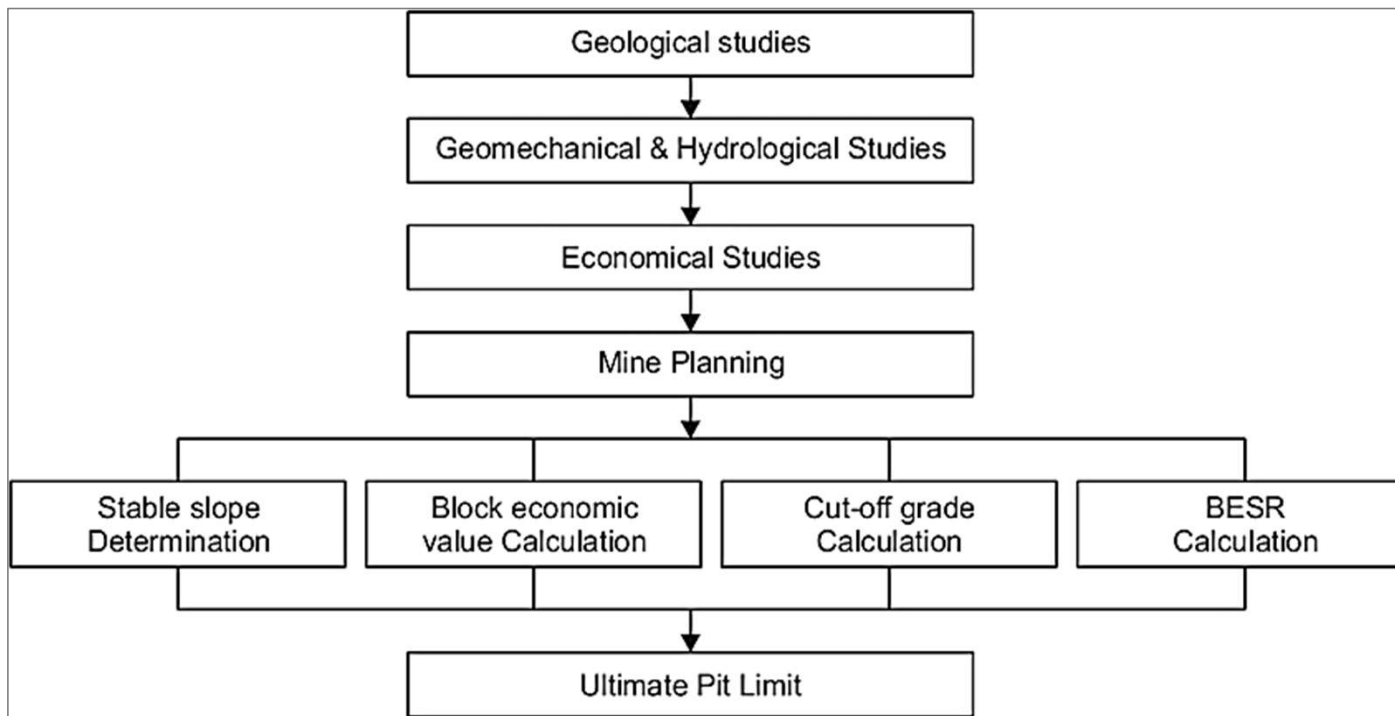 Geological studies
Geomechanical & Hydrological Studies
Economical Studies
Mine Planning
Stable slope
Determination
Block economic
value Calculation
Cut-off grade
Calculation
BESR
Calculation
Ultimate Pit Limit